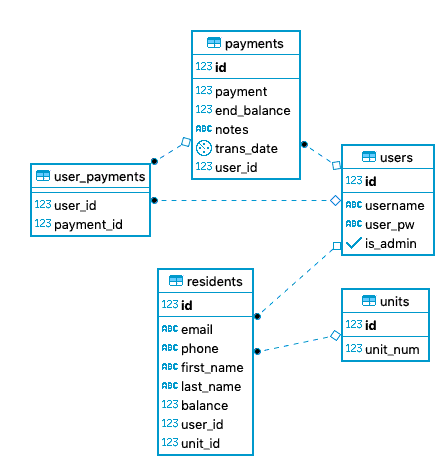 payments
123 id
123 payment
123 end_balance
ABC notes
trans_date
123 user_id
user_payments
123 user_id
123 payment_id
users
123 id
ABC username
ABC user_pw
is_admin
residents
123 id
ABC email
ABC phone
ABC first_name
ABC last_name
123 balance
123 user_id
123 unit_id
units
123 id
123 unit_num